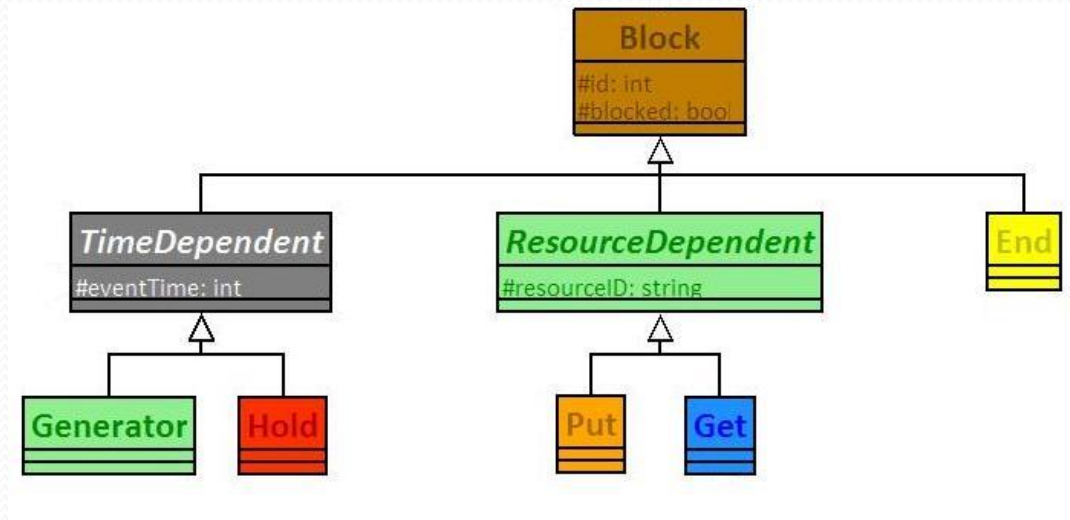 Block
#id: int
#blocked: bool
TimeDependent
#eventTime: int
ResourceDependent
#resourceID: string
End
Generator
Hold
Put
Get